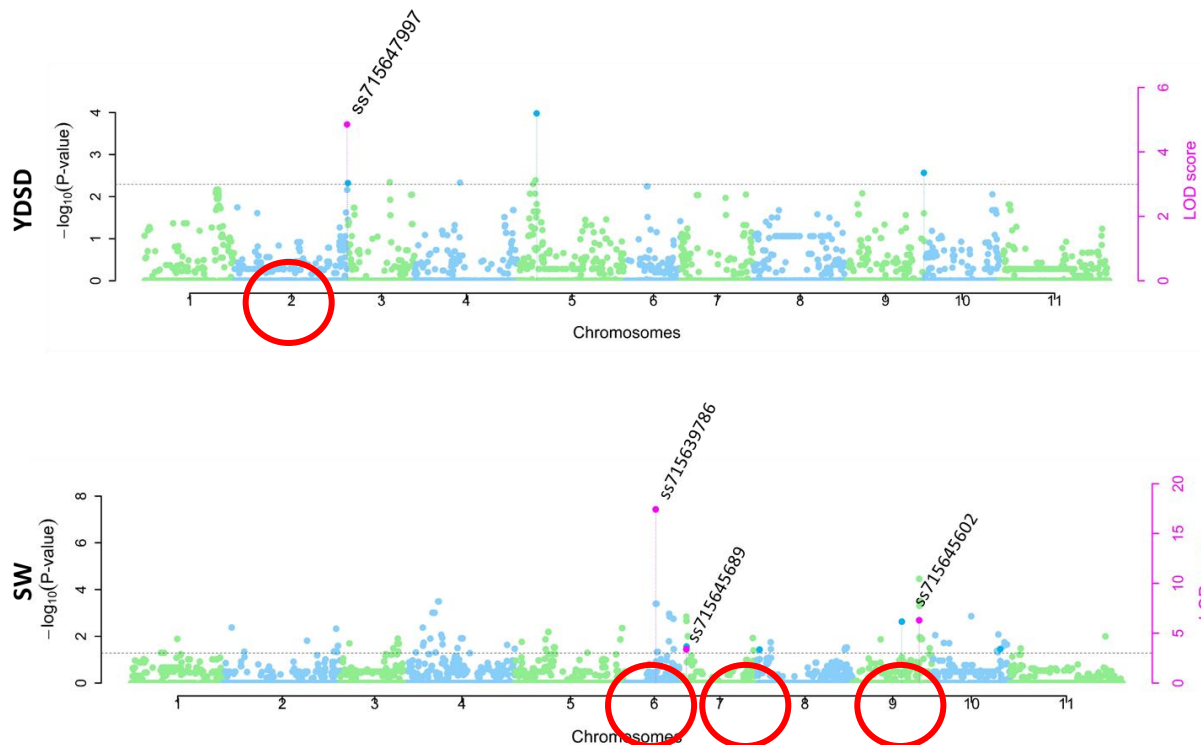 ss715647997
YDSD
−log10(P-value)
4
3
2
1
0
6
4
2
0
LOD score
1 2 3 4 5 6 7 8 9 10 11
Chromosomes
ss715639786
ss715645689
ss715645602
SW
−log10(P-value)
8
6
4
2
0
20
15
10
5
0
1 2 3 4 5 6 7 8 9 10 11
Chromosomes